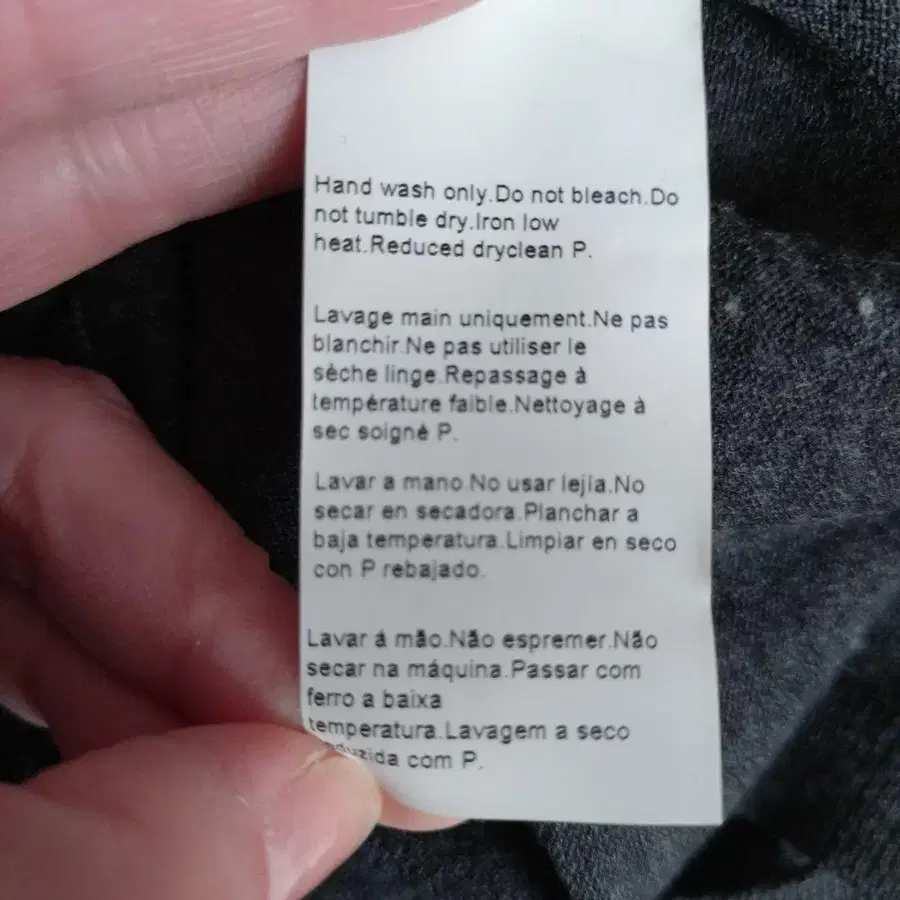 Hand wash only.Do not bleach.Do
not tumble dry.Iron low
heat.Reduced dryclean P.
Lavage main uniquement.Ne pas
blanchir.Ne pas utiliser le
sèche linge.Repassage à
température faible.Nettoyage à
sec soigné P.
Lavar a mano.No usar lejía.No
secar en secadora.Planchar a
baja temperatura.Limpiar en seco
con P rebajado.
Lavar á mão.Não espremer.Não
secar na máquina.Passar com
ferro a baixa
temperatura.Lavagem a seco
com P.